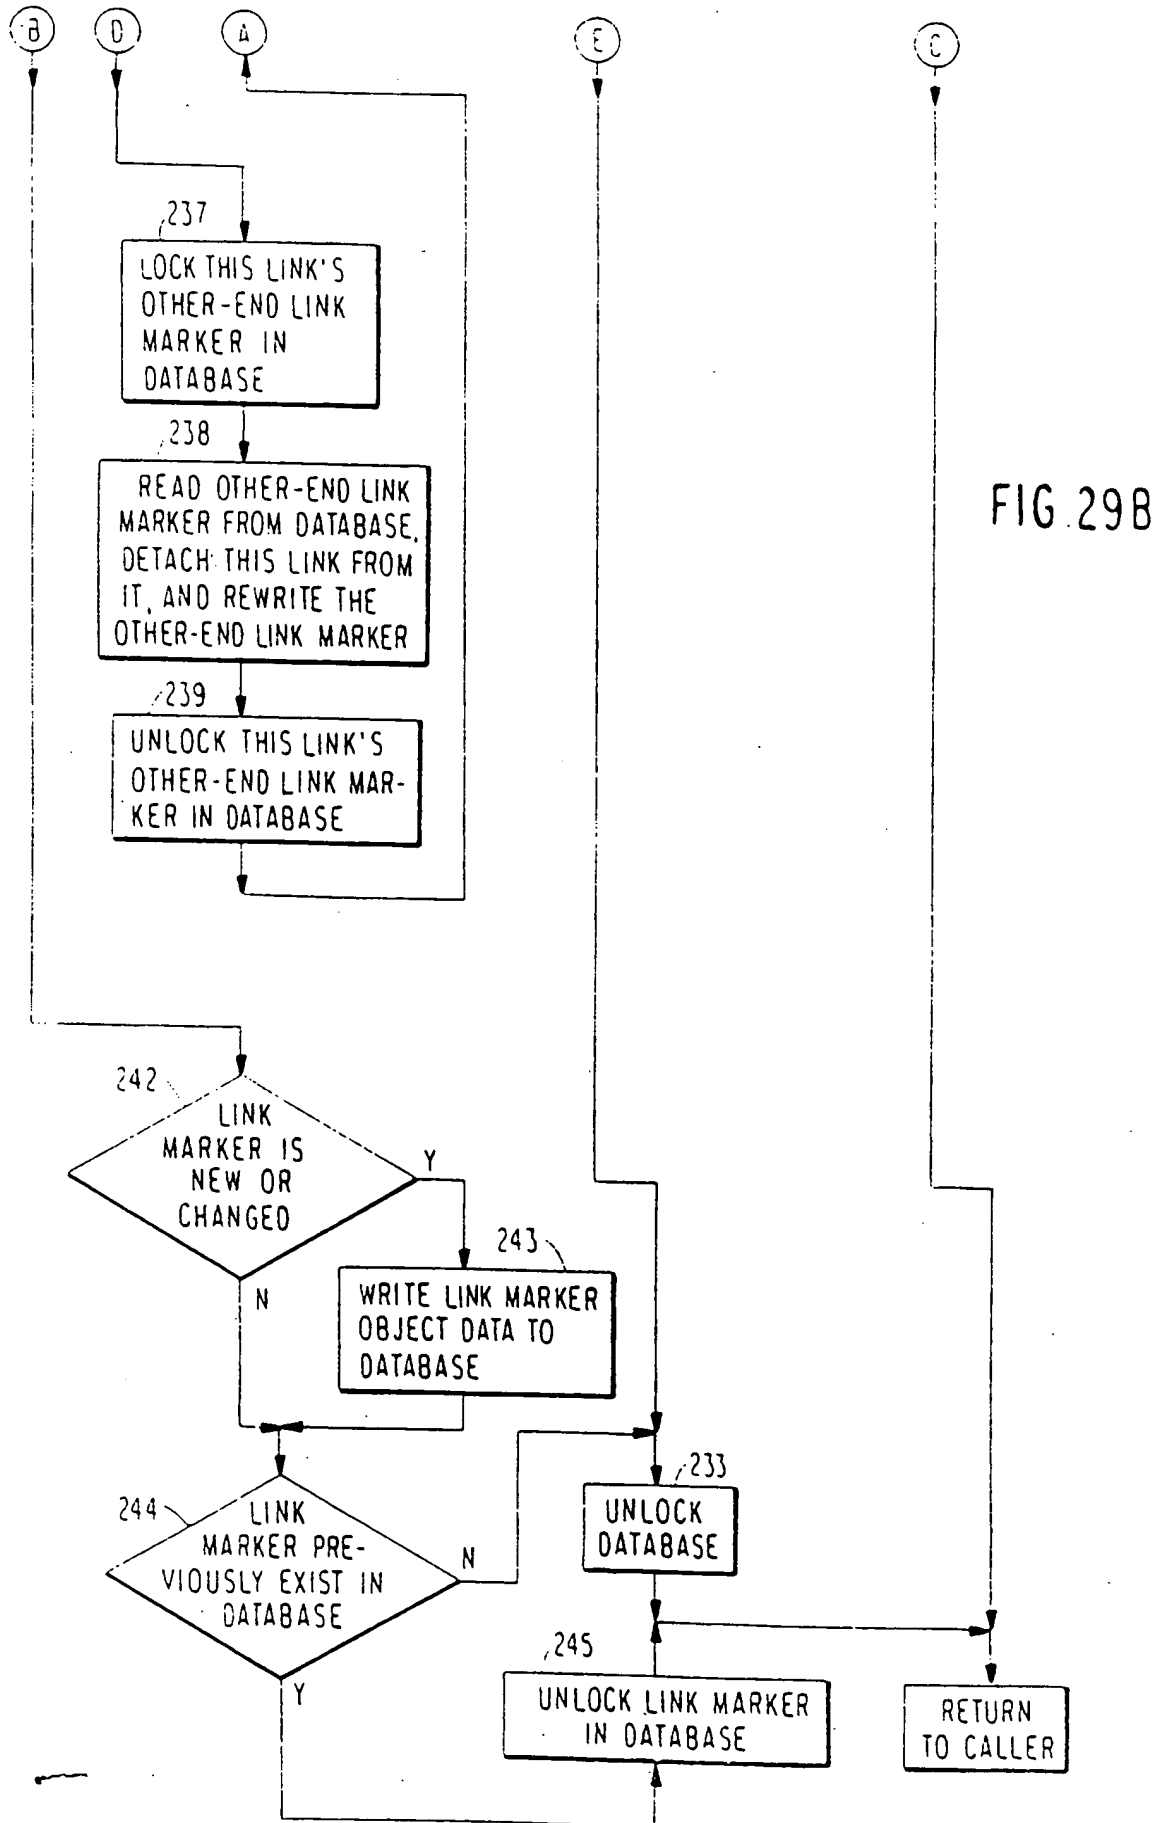 B
D
A
E
C
237
LOCK THIS LINK'S
OTHER-END LINK
MARKER IN
DATABASE
238
READ OTHER-END LINK
MARKER FROM DATABASE,
DETACH THIS LINK FROM
IT, AND REWRITE THE
OTHER-END LINK MARKER
FIG.29B
239
UNLOCK THIS LINK'S
OTHER-END LINK MAR-
KER IN DATABASE
242
LINK
MARKER IS
NEW OR
CHANGED
Y
N
243
WRITE LINK MARKER
OBJECT DATA TO
DATABASE
244
LINK
MARKER PRE-
VIOUSLY EXIST IN
DATABASE
N
Y
233
UNLOCK
DATABASE
245
UNLOCK LINK MARKER
IN DATABASE
RETURN
TO CALLER